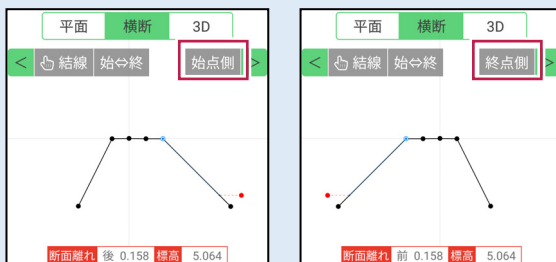 平面 横断 3D
< 結線 始⇔終 始点側 >
断面離れ 後 0.158 標高 5.064
平面 横断 3D
< 結線 始⇔終 終点側 >
断面離れ 前 0.158 標高 5.064